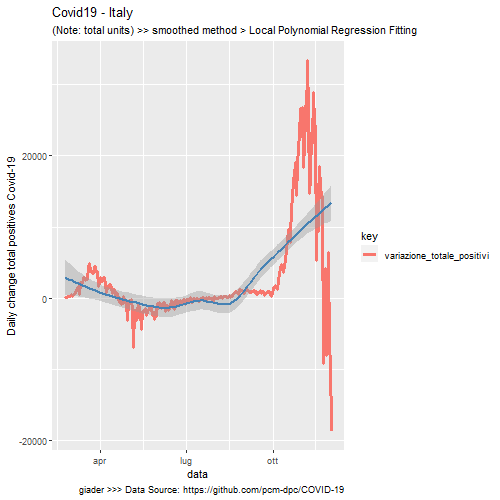 Covid19 - Italy
(Note: total units) >> smoothed method > Local Polynomial Regression Fitting
Daily change total positives Covid-19
20000
0
-20000
apr
lug
ott
data
key
variazione_totale_positivi
giader >>> Data Source: https://github.com/pcm-dpc/COVID-19